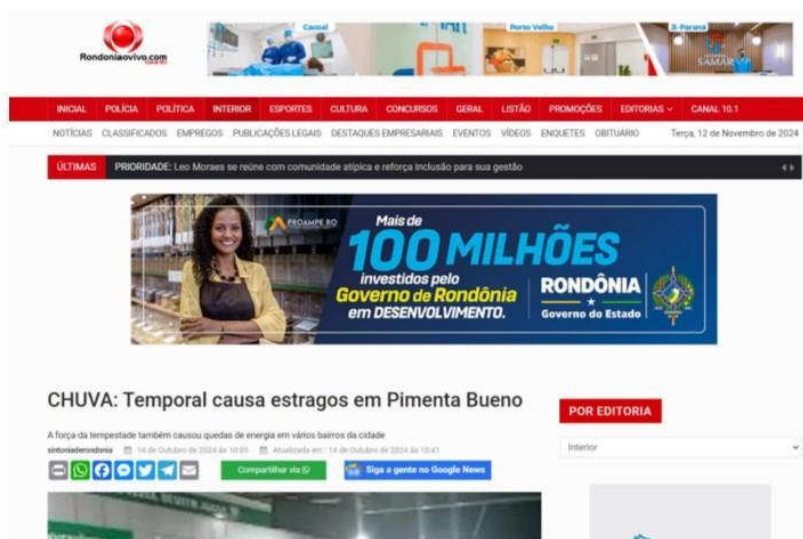 Rondoniaovivo.com
Cacoal
Porto Velho
Ji-Paraná
SAMAR
INICIAL POLÍCIA POLÍTICA INTERIOR ESPORTES CULTURA CONCURSOS GERAL LISTÃO PROMOÇÕES EDITORIAS CANAL 10.1
NOTÍCIAS CLASSIFICADOS EMPREGOS PUBLICAÇÕES LEGAIS DESTAQUES EMPRESARIAIS EVENTOS VÍDEOS ENQUETES OBITUÁRIO Terça, 12 de Novembro de 2024
ÚLTIMAS PRIORIDADE: Leo Moraes se reúne com comunidade atípica e reforça inclusão para sua gestão
PROAMPE RO
Mais de
100 MILHÕES
investidos pelo
Governo de Rondônia
em DESENVOLVIMENTO.
RONDÔNIA
Governo do Estado
CHUVA: Temporal causa estragos em Pimenta Bueno
A força da tempestade também causou quedas de energia em vários bairros da cidade
sintoniaderondonia 14 de Outubro de 2024 às 10:05 Atualizada em : 14 de Outubro de 2024 às 10:41
Compartilhar via
Siga a gente no Google News
POR EDITORIA
Interior